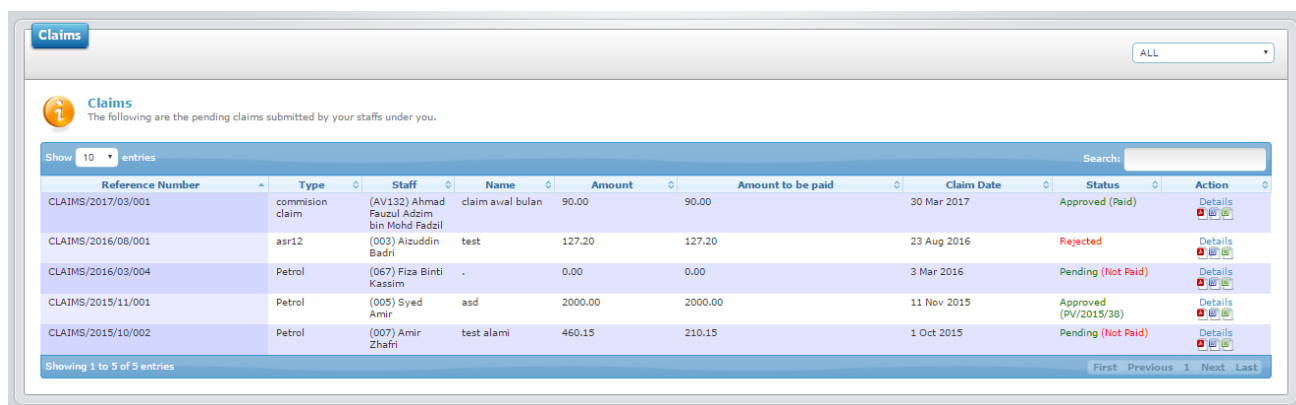 Claims
ALL
Claims
The following are the pending claims submitted by your staffs under you.
Show 10 entries Search:
Reference Number Type Staff Name Amount Amount to be paid Claim Date Status Action
CLAIMS/2017/03/001 commision (AV132) Ahmad claim awal bulan 90.00 90.00 30 Mar 2017 Approved (Paid) Details
claim Fauzul Adzim
bin Mohd Fadzil
CLAIMS/2016/08/001 asr12 (003) Aizuddin test 127.20 127.20 23 Aug 2016 Rejected Details
Badri
CLAIMS/2016/03/004 Petrol (067) Fiza Binti . 0.00 0.00 3 Mar 2016 Pending (Not Paid) Details
Kassim
CLAIMS/2015/11/001 Petrol (005) Syed asd 2000.00 2000.00 11 Nov 2015 Approved Details
Amir (PV/2015/38)
CLAIMS/2015/10/002 Petrol (007) Amir test alami 460.15 210.15 1 Oct 2015 Pending (Not Paid) Details
Zhafri
Showing 1 to 5 of 5 entries First Previous 1 Next Last